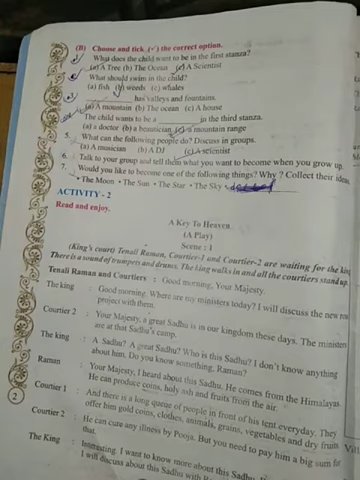 (B) Choose and tick (✓) the correct option.
1. What does the child want to be in the first stanza?
(a) A Tree (b) The Ocean (c) A Scientist
2. What should swim in the child?
(a) fish (b) weeds (c) whales
3. ________ has valleys and fountains.
(a) A mountain (b) The ocean (c) A house
The child wants to be a ________ in the third stanza.
(a) a doctor (b) a beautician (c) a mountain range
5. What can the following people do? Discuss in groups.
(a) A musician (b) A DJ (c) A scientist
6. Talk to your group and tell them what you want to become when you grow up.
7. Would you like to become one of the following things? Why? Collect their ideas.
• The Moon • The Sun • The Star • The Sky •
ACTIVITY - 2
Read and enjoy.
A Key To Heaven
(A Play)
Scene : 1
(King's court) Tenali Raman, Courtier-1 and Courtier-2 are waiting for the king.
There is a sound of trumpets and drums. The king walks in and all the courtiers stand up.
Tenali Raman and Courtiers : Good morning, Your Majesty.
The king : Good morning. Where are my ministers today? I will discuss the new
project with them.
Courtier 2 : Your Majesty, a great Sadhu is in our kingdom these days. The ministers
are at that Sadhu's camp.
The king : A Sadhu? A great Sadhu? Who is this Sadhu? I don't know anything
about him. Do you know something, Raman?
Raman : Your Majesty, I heard about this Sadhu. He comes from the Himalayas.
He can produce coins, holy ash and fruits from the air.
Courtier 1 : And there is a long queue of people in front of his tent everyday. They
offer him gold coins, clothes, animals, grains, vegetables and dry fruits
Courtier 2 : He can cure any illness by Pooja. But you need to pay him a big sum for
that.
The King : Interesting. I want to know more about this Sadhu.
I will discuss about this Sadhu with
2